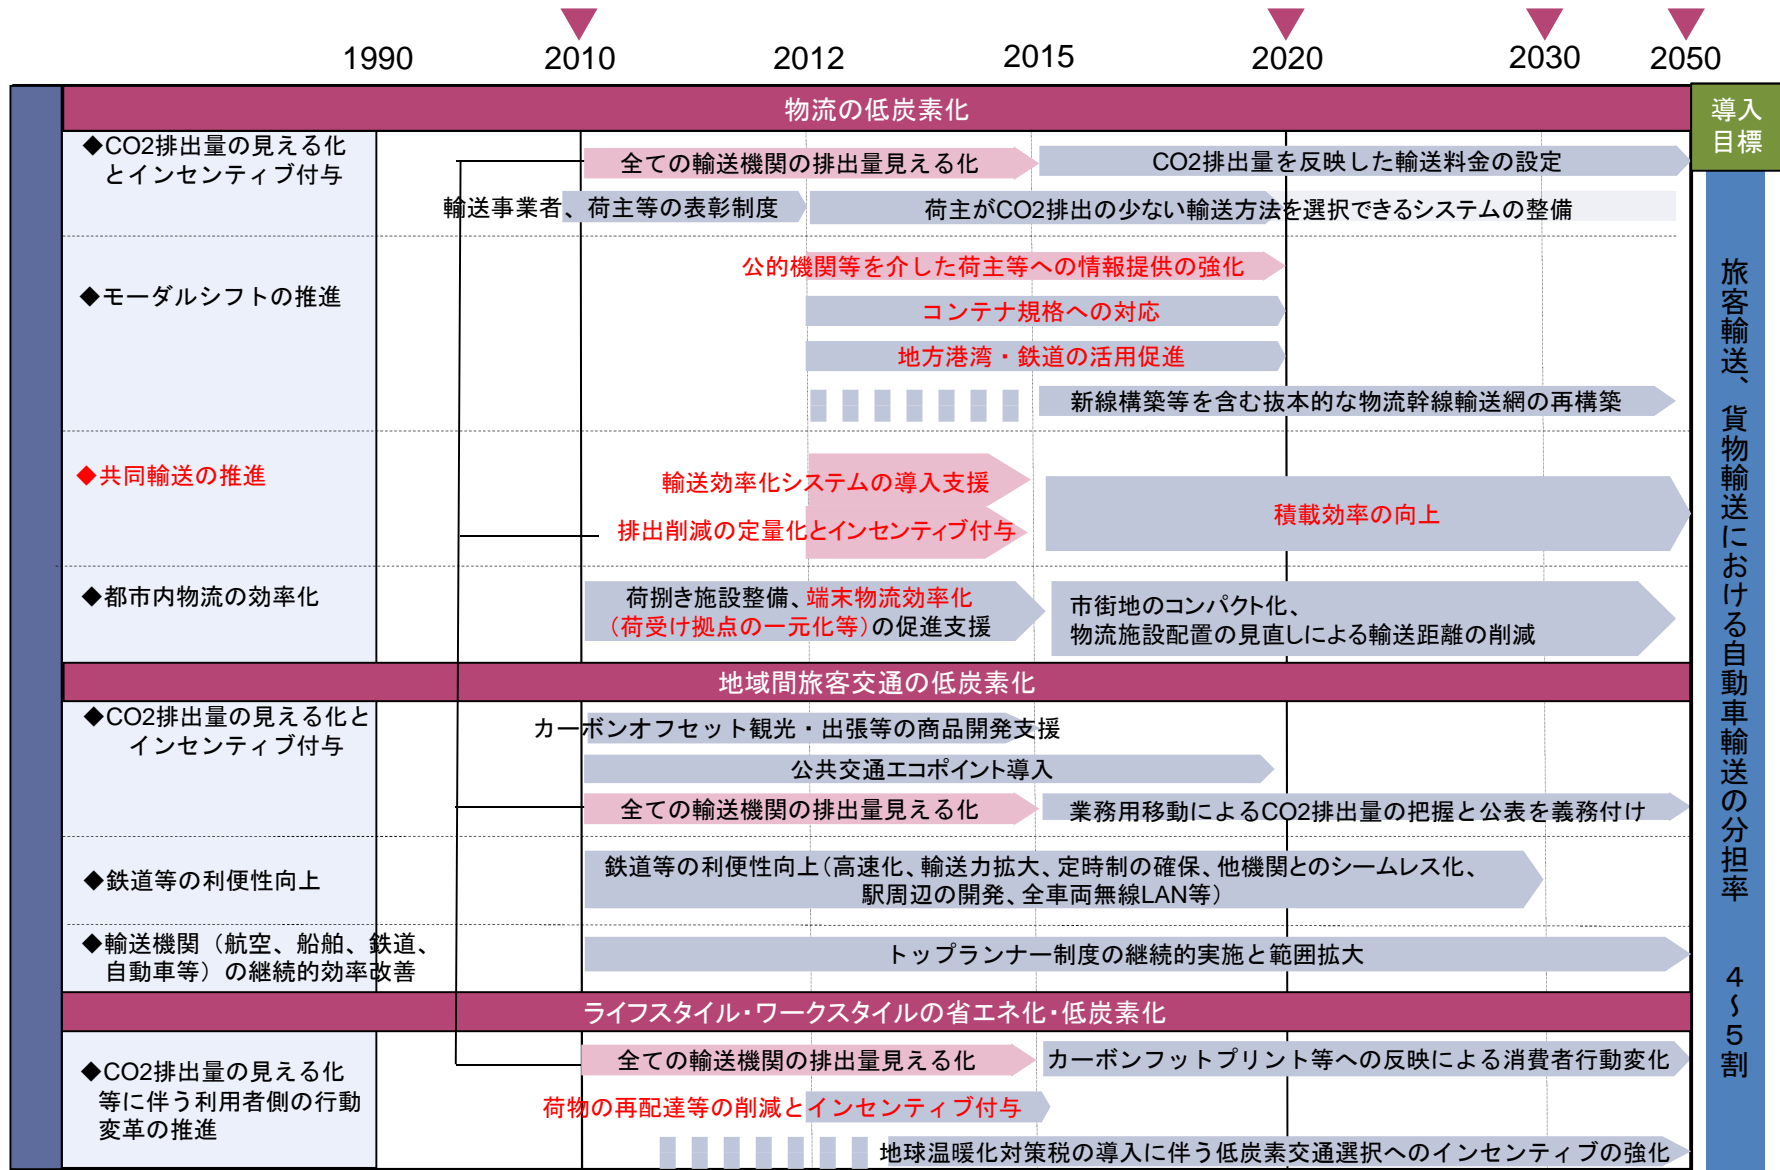 1990
2010
2012
2015
2020
2030
2050
物流の低炭素化
導入
目標
◆CO2排出量の見える化
とインセンティブ付与
全ての輸送機関の排出量見える化
CO2排出量を反映した輸送料金の設定
輸送事業者、荷主等の表彰制度
荷主がCO2排出の少ない輸送方法を選択できるシステムの整備
◆モーダルシフトの推進
公的機関等を介した荷主等への情報提供の強化
コンテナ規格への対応
地方港湾・鉄道の活用促進
新線構築等を含む抜本的な物流幹線輸送網の再構築
◆共同輸送の推進
輸送効率化システムの導入支援
排出削減の定量化とインセンティブ付与
積載効率の向上
◆都市内物流の効率化
荷捌き施設整備、端末物流効率化
（荷受け拠点の一元化等）の促進支援
市街地のコンパクト化、
物流施設配置の見直しによる輸送距離の削減
地域間旅客交通の低炭素化
◆CO2排出量の見える化と
インセンティブ付与
カーボンオフセット観光・出張等の商品開発支援
公共交通エコポイント導入
全ての輸送機関の排出量見える化
業務用移動によるCO2排出量の把握と公表を義務付け
◆鉄道等の利便性向上
鉄道等の利便性向上（高速化、輸送力拡大、定時制の確保、他機関とのシームレス化、
駅周辺の開発、全車両無線LAN等）
◆輸送機関（航空、船舶、鉄道、
自動車等）の継続的効率改善
トップランナー制度の継続的実施と範囲拡大
ライフスタイル・ワークスタイルの省エネ化・低炭素化
◆CO2排出量の見える化
等に伴う利用者側の行動
変革の推進
全ての輸送機関の排出量見える化
カーボンフットプリント等への反映による消費者行動変化
荷物の再配達等の削減とインセンティブ付与
地球温暖化対策税の導入に伴う低炭素交通選択へのインセンティブの強化
旅客輸送、貨物輸送における自動車輸送の分担率　4～5割